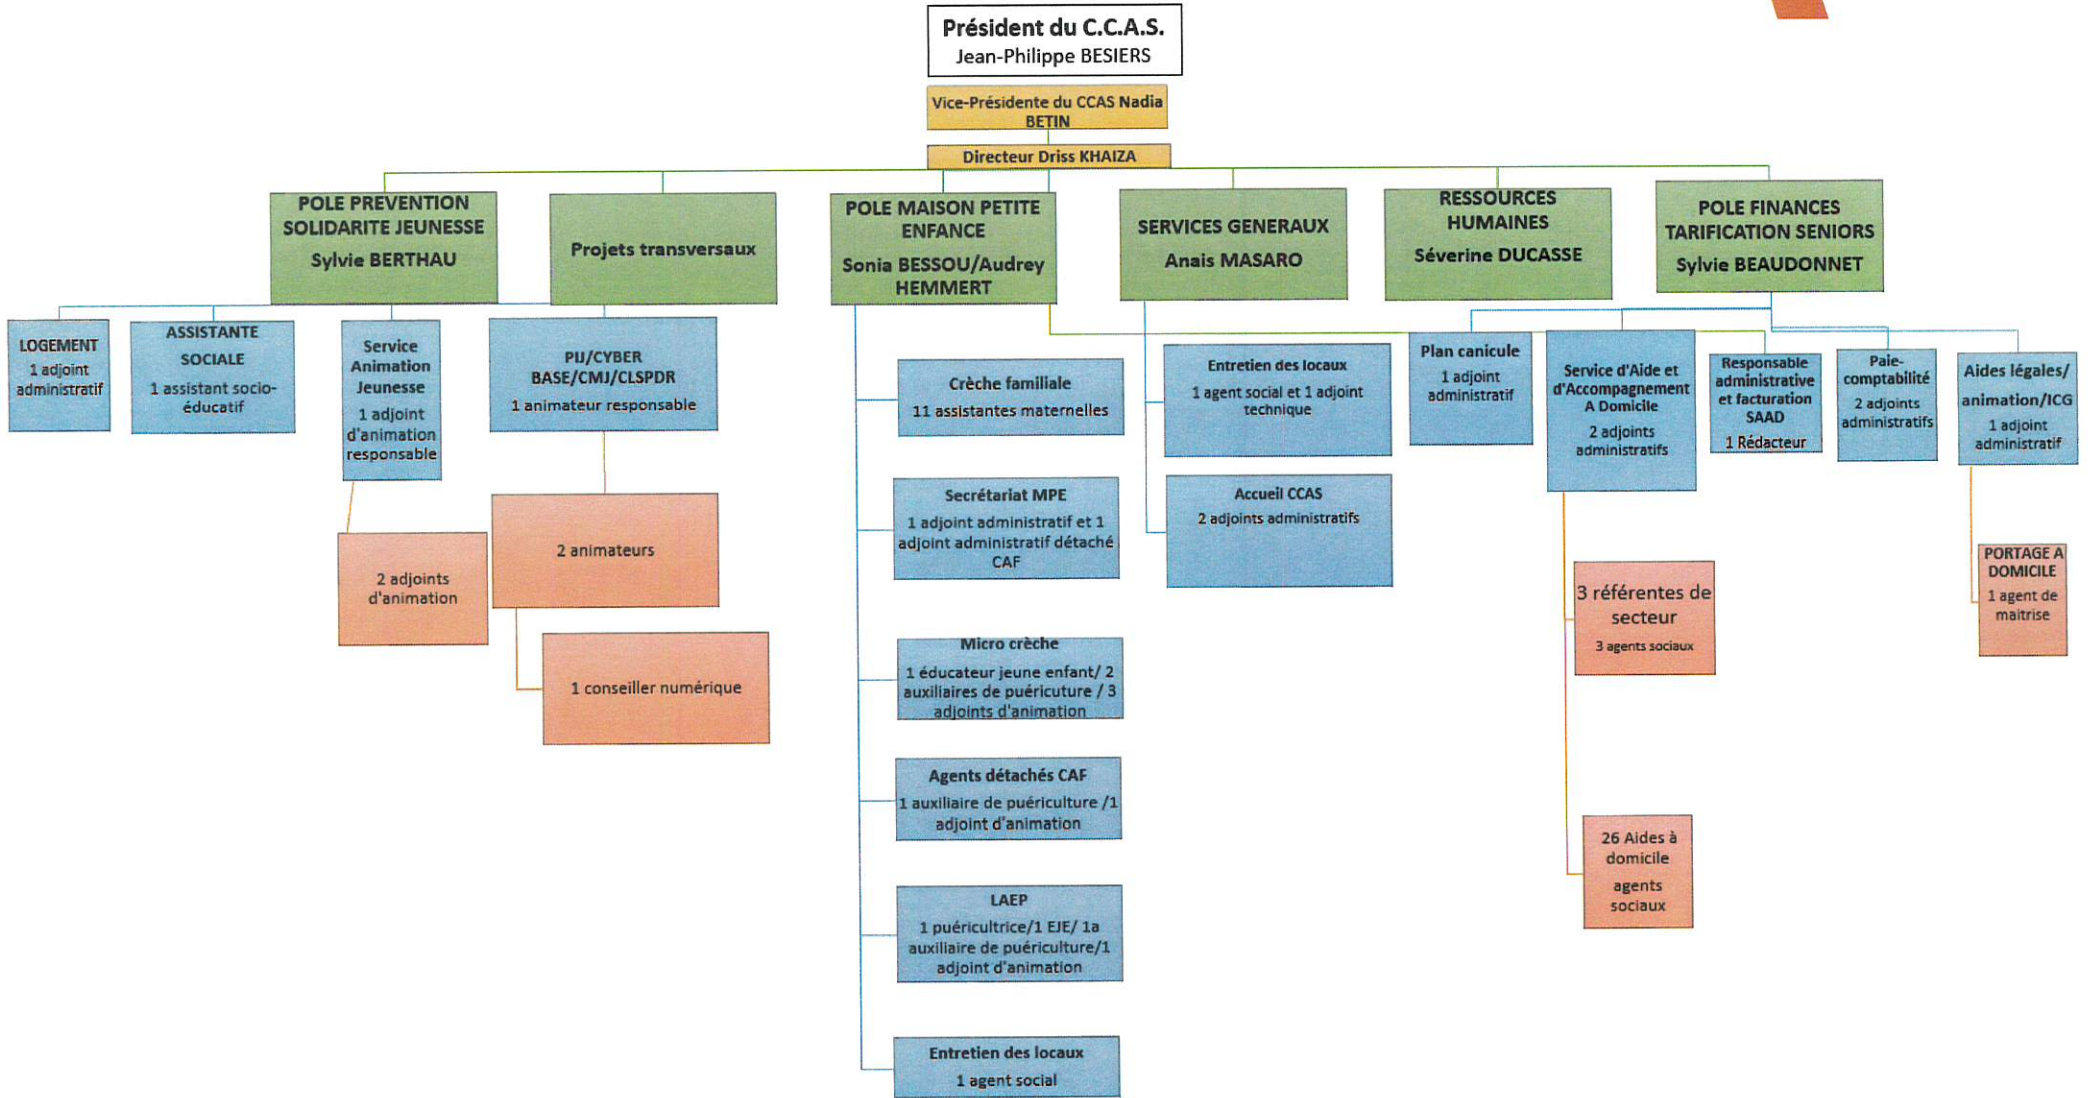 Président du C.C.A.S.
Jean-Philippe BESIERS
Vice-Présidente du CCAS Nadia
BETIN
Directeur Driss KHAIZA
POLE PREVENTION
SOLIDARITE JEUNESSE
Sylvie BERTHAU
Projets transversaux
POLE MAISON PETITE
ENFANCE
Sonia BESSOU/Audrey
HEMMERT
SERVICES GENERAUX
Anais MASARO
RESSOURCES
HUMAINES
Séverine DUCASSE
POLE FINANCES
TARIFICATION SENIORS
Sylvie BEAUDONNET
LOGEMENT
1 adjoint
administratif
ASSISTANTE
SOCIALE
1 assistant socio-
éducatif
Service
Animation
Jeunesse
1 adjoint
d'animation
responsable
PIJ/CYBER
BASE/CMJ/CLSPDR
1 animateur responsable
2 adjoints
d'animation
2 animateurs
1 conseiller numérique
Crèche familiale
11 assistantes maternelles
Secrétariat MPE
1 adjoint administratif et 1
adjoint administratif détaché
CAF
Micro crèche
1 éducateur jeune enfant/ 2
auxiliaires de puéricuture / 3
adjoints d'animation
Agents détachés CAF
1 auxiliaire de puériculture /1
adjoint d'animation
LAEP
1 puéricultrice/1 EJE/ 1a
auxiliaire de puériculture/1
adjoint d'animation
Entretien des locaux
1 agent social
Entretien des locaux
1 agent social et 1 adjoint
technique
Accueil CCAS
2 adjoints administratifs
Plan canicule
1 adjoint
administratif
Service d'Aide et
d'Accompagnement
A Domicile
2 adjoints
administratifs
Responsable
administrative
et facturation
SAAD
1 Rédacteur
Paie-
comptabilité
2 adjoints
administratifs
Aides légales/
animation/ICG
1 adjoint
administratif
3 référentes de
secteur
3 agents sociaux
26 Aides à
domicile
agents
sociaux
PORTAGE A
DOMICILE
1 agent de
maitrise